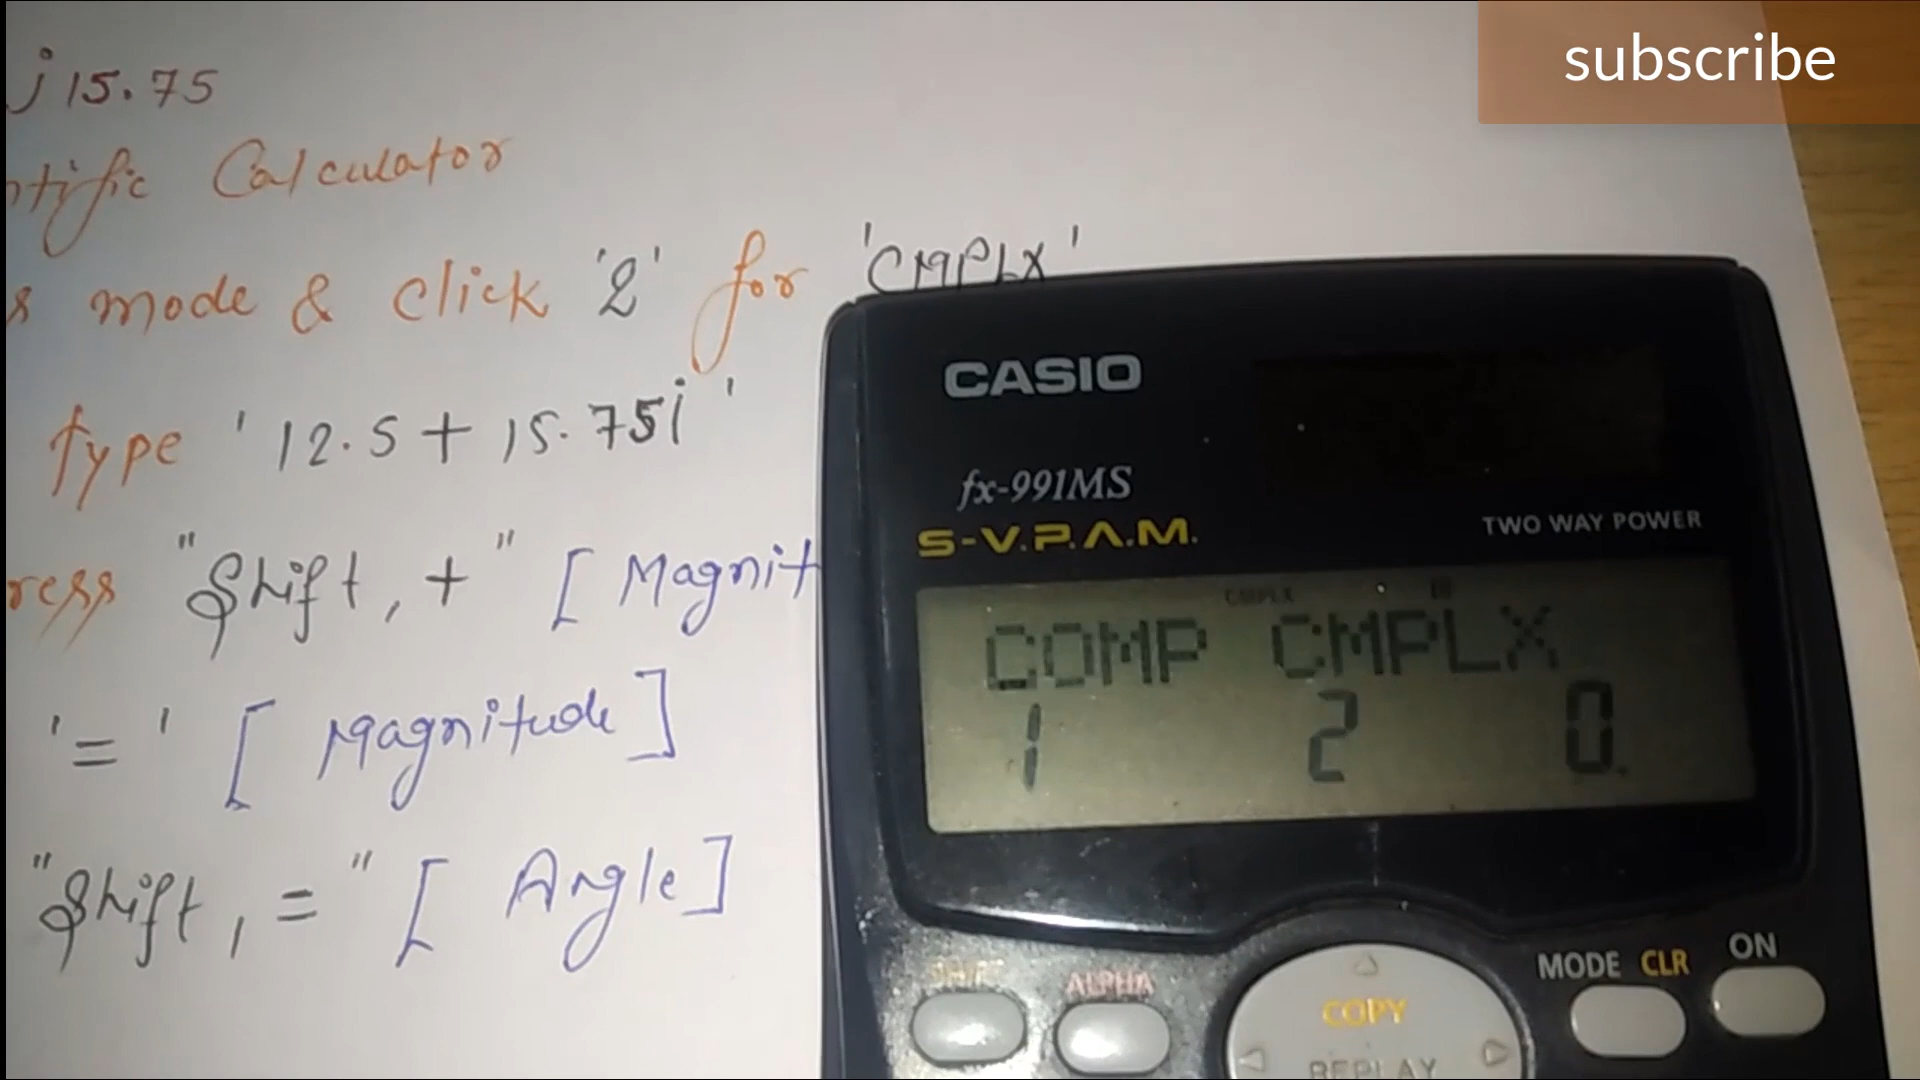 subscribe
j 15.75
ntific Calculator
s mode & click '2' for 'CMPLX'
type '12.5 + 15.75i'
ress "Shift, +" [Magnit
'=' [Magnitude]
"Shift, =" [Angle]
CASIO
fx-991MS
S-V.P.A.M.
TWO WAY POWER
CMPLX
COMP CMPLX
1 2 0.
SHIFT ALPHA MODE CLR ON
COPY
REPLAY